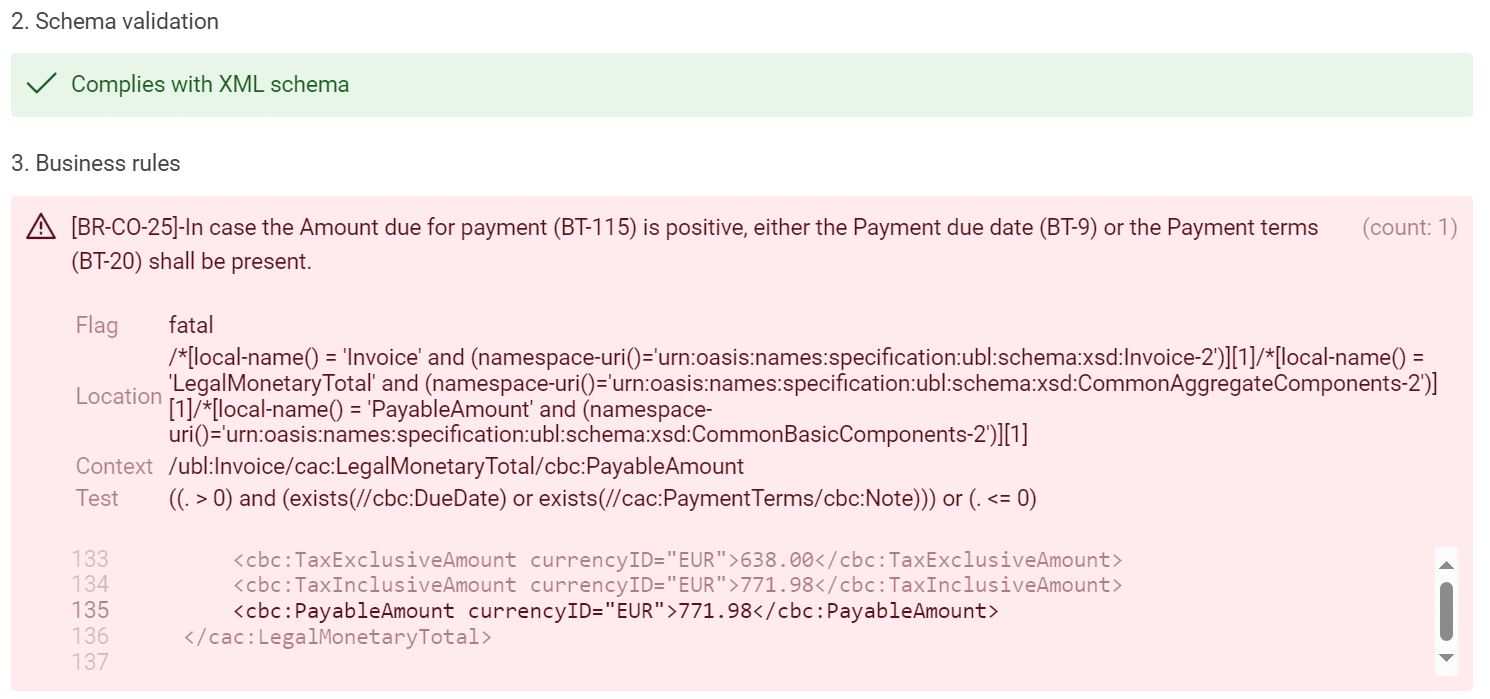 2. Schema validation
Complies with XML schema
3. Business rules
[BR-CO-25]-In case the Amount due for payment (BT-115) is positive, either the Payment due date (BT-9) or the Payment terms (count: 1)
(BT-20) shall be present.
Flag fatal
/*[local-name() = 'Invoice' and (namespace-uri()='urn:oasis:names:specification:ubl:schema:xsd:Invoice-2')][1]/*[local-name() =
'LegalMonetaryTotal' and (namespace-uri()='urn:oasis:names:specification:ubl:schema:xsd:CommonAggregateComponents-2')]
Location [1]/*[local-name() = 'PayableAmount' and (namespace-
uri()='urn:oasis:names:specification:ubl:schema:xsd:CommonBasicComponents-2')][1]
Context /ubl:Invoice/cac:LegalMonetaryTotal/cbc:PayableAmount
Test ((. > 0) and (exists(//cbc:DueDate) or exists(//cac:PaymentTerms/cbc:Note))) or (. <= 0)
133 <cbc:TaxExclusiveAmount currencyID="EUR">638.00</cbc:TaxExclusiveAmount>
134 <cbc:TaxInclusiveAmount currencyID="EUR">771.98</cbc:TaxInclusiveAmount>
135 <cbc:PayableAmount currencyID="EUR">771.98</cbc:PayableAmount>
136 </cac:LegalMonetaryTotal>
137